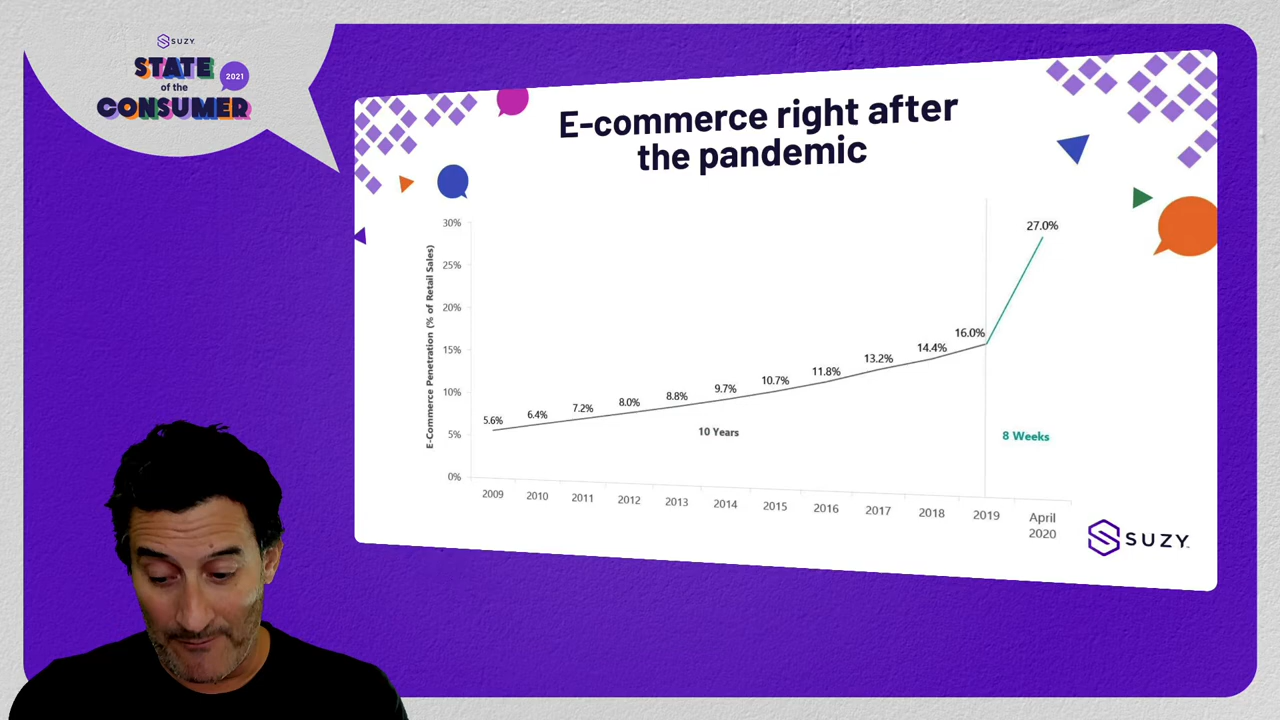 SUZY
STATE
2021
of the
CONSUMER
E-commerce right after
the pandemic
E-Commerce Penetration (% of Retail Sales)
30%
25%
20%
15%
10%
5%
0%
5.6%
6.4%
7.2%
8.0%
8.8%
9.7%
10.7%
11.8%
13.2%
14.4%
16.0%
27.0%
10 Years
8 Weeks
2009
2010
2011
2012
2013
2014
2015
2016
2017
2018
2019
April
2020
SUZY